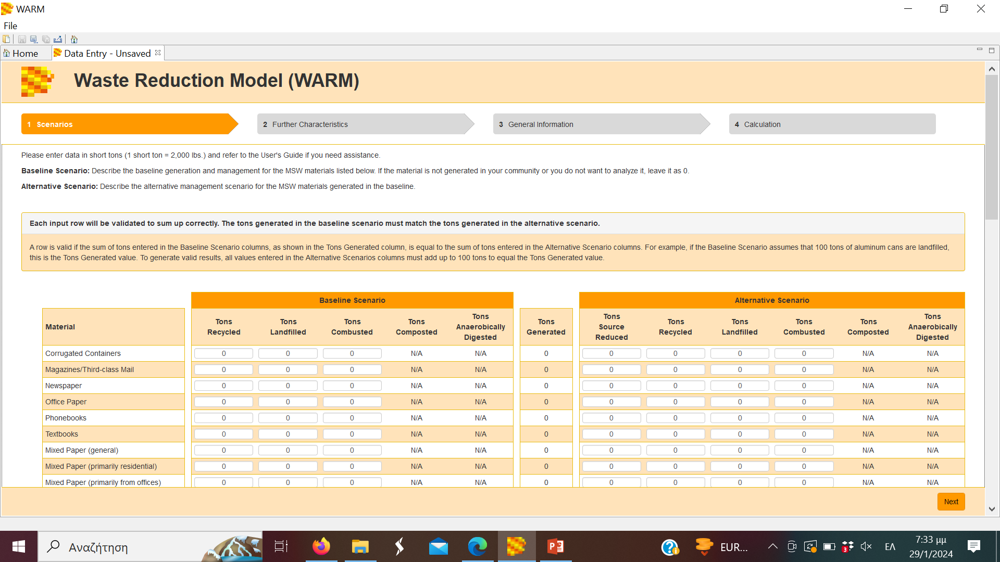 WARM
File
Home
Data Entry - Unsaved
Waste Reduction Model (WARM)
1 Scenarios
2 Further Characteristics
3 General Information
4 Calculation
Please enter data in short tons (1 short ton = 2,000 lbs.) and refer to the User's Guide if you need assistance.
Baseline Scenario: Describe the baseline generation and management for the MSW materials listed below. If the material is not generated in your community or you do not want to analyze it, leave it as 0.
Alternative Scenario: Describe the alternative management scenario for the MSW materials generated in the baseline.
Each input row will be validated to sum up correctly. The tons generated in the baseline scenario must match the tons generated in the alternative scenario.
A row is valid if the sum of tons entered in the Baseline Scenario columns, as shown in the Tons Generated column, is equal to the sum of tons entered in the Alternative Scenario columns. For example, if the Baseline Scenario assumes that 100 tons of aluminum cans are landfilled,
this is the Tons Generated value. To generate valid results, all values entered in the Alternative Scenarios columns must add up to 100 tons to equal the Tons Generated value.
Baseline Scenario Alternative Scenario
Material
Tons Recycled
Tons Landfilled
Tons Combusted
Tons Composted
Tons Anaerobically Digested
Tons Generated
Tons Source Reduced
Tons Recycled
Tons Landfilled
Tons Combusted
Tons Composted
Tons Anaerobically Digested
Corrugated Containers 0 0 0 N/A N/A 0 0 0 0 0 N/A N/A
Magazines/Third-class Mail 0 0 0 N/A N/A 0 0 0 0 0 N/A N/A
Newspaper 0 0 0 N/A N/A 0 0 0 0 0 N/A N/A
Office Paper 0 0 0 N/A N/A 0 0 0 0 0 N/A N/A
Phonebooks 0 0 0 N/A N/A 0 0 0 0 0 N/A N/A
Textbooks 0 0 0 N/A N/A 0 0 0 0 0 N/A N/A
Mixed Paper (general) 0 0 0 N/A N/A 0 0 0 0 0 N/A N/A
Mixed Paper (primarily residential) 0 0 0 N/A N/A 0 0 0 0 0 N/A N/A
Mixed Paper (primarily from offices) 0 0 0 N/A N/A 0 0 0 0 0 N/A N/A
Next
Αναζήτηση
EUR...
3
ΕΛ
7:33 μμ
29/1/2024